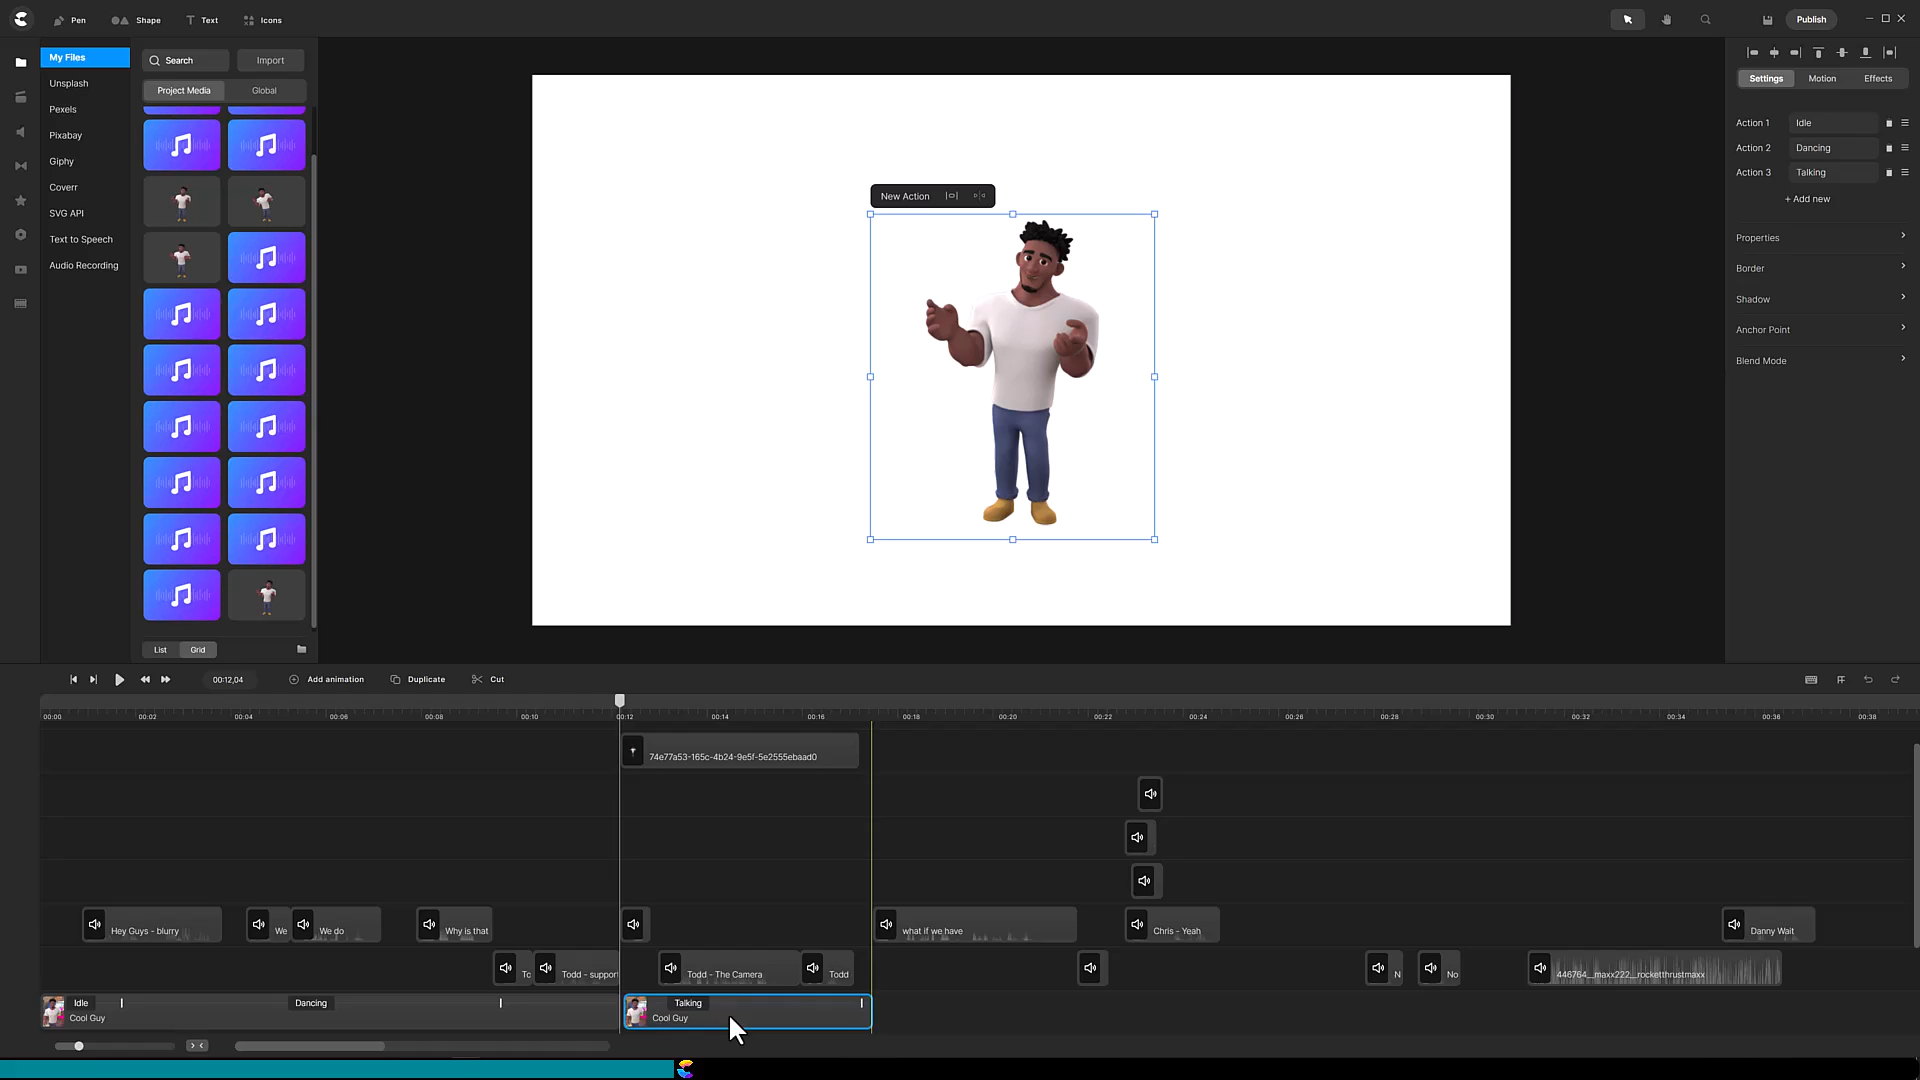 Pen
Shape
Text
Icons
Publish
My Files
Unsplash
Pexels
Pixabay
Giphy
Coverr
SVG API
Text to Speech
Audio Recording
Search
Import
Project Media
Global
List
Grid
New Action
Settings
Motion
Effects
Action 1
Idle
Action 2
Dancing
Action 3
Talking
+ Add new
Properties
Border
Shadow
Anchor Point
Blend Mode
00:12,04
Add animation
Duplicate
Cut
00:00
00:02
00:04
00:06
00:08
00:10
00:12
00:14
00:16
00:18
00:20
00:22
00:24
00:26
00:28
00:30
00:32
00:34
00:36
00:38
74e77a53-165c-4b24-9e5f-5e2555ebaad0
Hey Guys - blurry
We
We do
Why is that
what if we have
Chris - Yeah
Danny Wait
Tc
Todd - suppor
Todd - The Camera
Todd
N
No
446764__maxx222__rocketthrustmaxx
Idle
Dancing
Talking
Cool Guy
Cool Guy